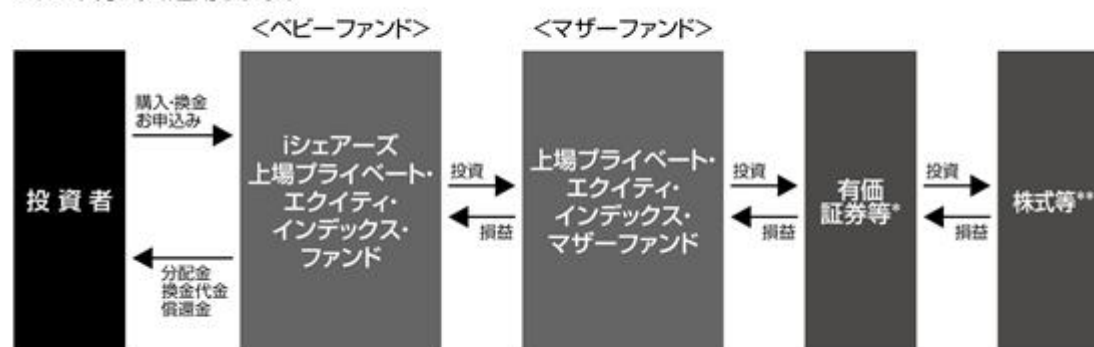 <ベビーファンド>
<マザーファンド>
投資者
購入・換金
お申込み
分配金
換金代金
償還金
iシェアーズ
上場プライベート・
エクイティ・
インデックス・
ファンド
投資
損益
上場プライベート・
エクイティ・
インデックス・
マザーファンド
投資
損益
有価
証券等*
投資
損益
株式等**